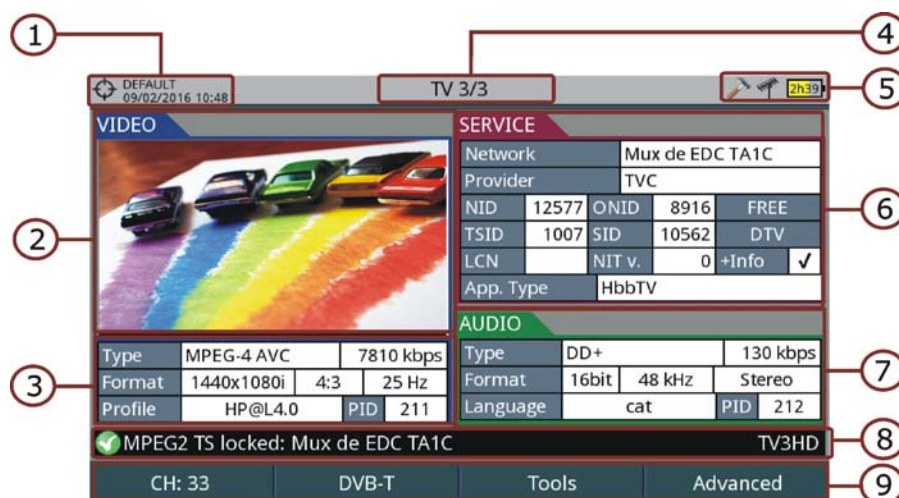 1
4
DEFAULT
09/02/2016 10:48
TV 3/3
2h39
5
VIDEO
2
Type MPEG-4 AVC 7810 kbps
Format 1440x1080i 4:3 25 Hz
Profile HP@L4.0 PID 211
3
SERVICE
Network Mux de EDC TA1C
Provider TVC
NID 12577 ONID 8916 FREE
TSID 1007 SID 10562 DTV
LCN NIT v. 0 +Info ✓
App. Type HbbTV
6
AUDIO
Type DD+ 130 kbps
Format 16bit 48 kHz Stereo
Language cat PID 212
7
MPEG2 TS locked: Mux de EDC TA1C TV3HD
8
CH: 33 DVB-T Tools Advanced
9